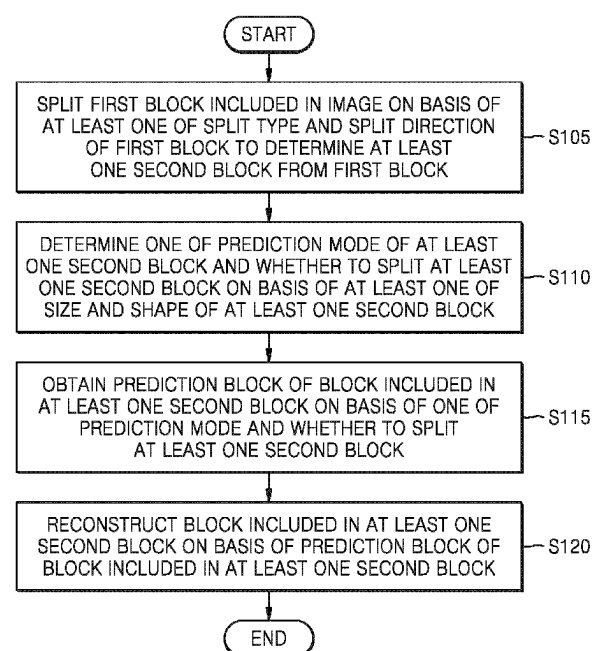 START
SPLIT FIRST BLOCK INCLUDED IN IMAGE ON BASIS OF
AT LEAST ONE OF SPLIT TYPE AND SPLIT DIRECTION
OF FIRST BLOCK TO DETERMINE AT LEAST
ONE SECOND BLOCK FROM FIRST BLOCK
S105
DETERMINE ONE OF PREDICTION MODE OF AT LEAST
ONE SECOND BLOCK AND WHETHER TO SPLIT AT LEAST
ONE SECOND BLOCK ON BASIS OF AT LEAST ONE OF
SIZE AND SHAPE OF AT LEAST ONE SECOND BLOCK
S110
OBTAIN PREDICTION BLOCK OF BLOCK INCLUDED IN
AT LEAST ONE SECOND BLOCK ON BASIS OF ONE OF
PREDICTION MODE AND WHETHER TO SPLIT
AT LEAST ONE SECOND BLOCK
S115
RECONSTRUCT BLOCK INCLUDED IN AT LEAST ONE
SECOND BLOCK ON BASIS OF PREDICTION BLOCK OF
BLOCK INCLUDED IN AT LEAST ONE SECOND BLOCK
S120
END